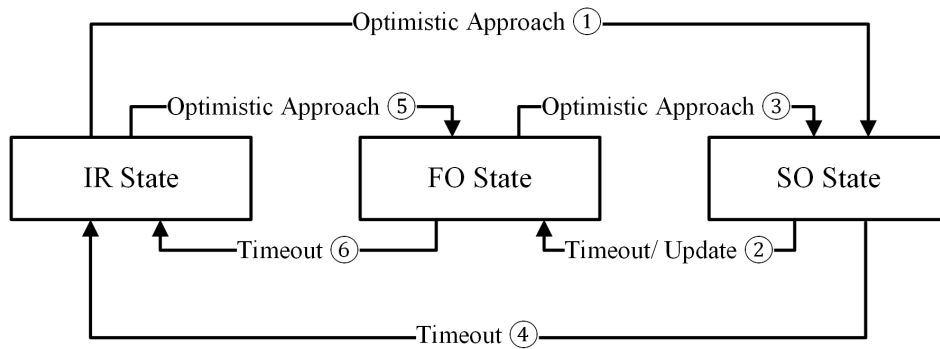 Optimistic Approach ①
Optimistic Approach ⑤
Optimistic Approach ③
IR State
FO State
SO State
Timeout ⑥
Timeout/ Update ②
Timeout ④